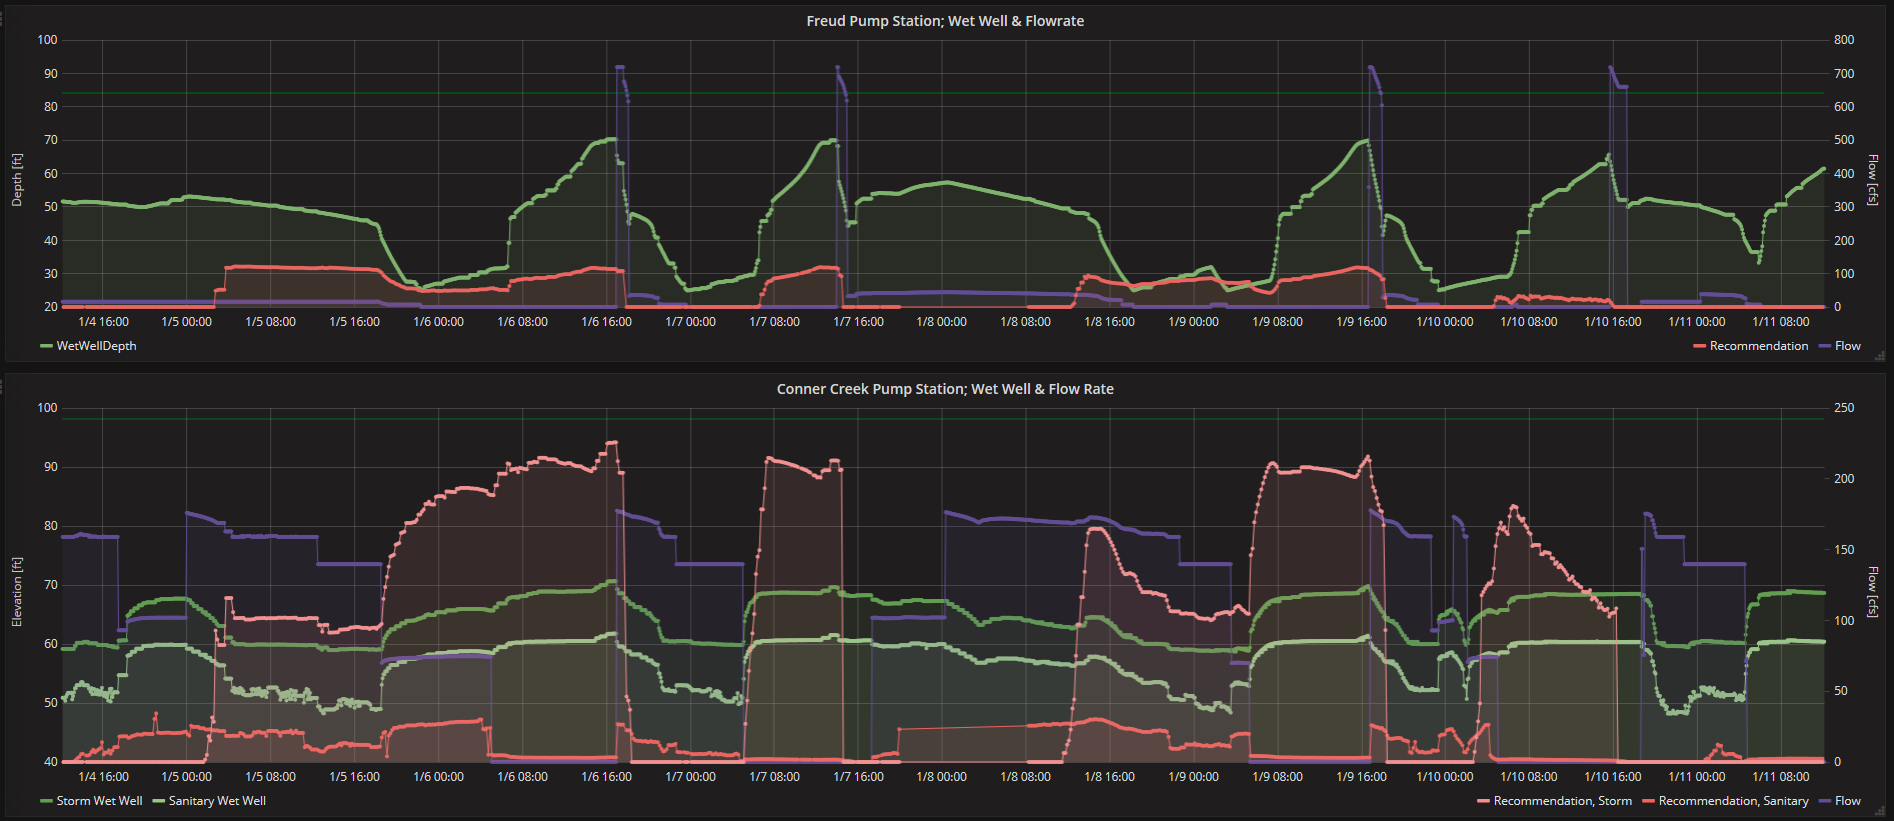 Freud Pump Station; Wet Well & Flowrate
100 800
90 700
80 600
70 500
60 400
50 300
40 200
30 100
20 0
Depth [ft]
Flow [cfs]
1/4 16:00 1/5 00:00 1/5 08:00 1/5 16:00 1/6 00:00 1/6 08:00 1/6 16:00 1/7 00:00 1/7 08:00 1/7 16:00 1/8 00:00 1/8 08:00 1/8 16:00 1/9 00:00 1/9 08:00 1/9 16:00 1/10 00:00 1/10 08:00 1/10 16:00 1/11 00:00 1/11 08:00
WetWellDepth Recommendation Flow
Conner Creek Pump Station; Wet Well & Flow Rate
100 250
90 200
80 150
70 100
60 50
50 0
40
Elevation [ft]
Flow [cfs]
1/4 16:00 1/5 00:00 1/5 08:00 1/5 16:00 1/6 00:00 1/6 08:00 1/6 16:00 1/7 00:00 1/7 08:00 1/7 16:00 1/8 00:00 1/8 08:00 1/8 16:00 1/9 00:00 1/9 08:00 1/9 16:00 1/10 00:00 1/10 08:00 1/10 16:00 1/11 00:00 1/11 08:00
Storm Wet Well Sanitary Wet Well Recommendation, Storm Recommendation, Sanitary Flow